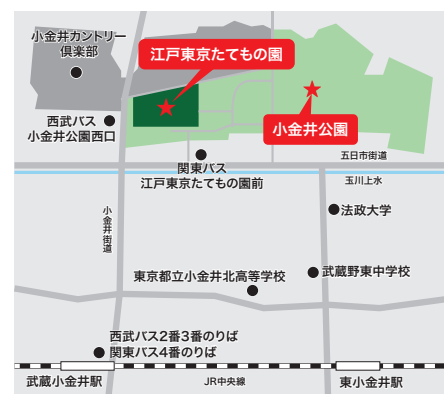 小金井カントリー
倶楽部
江戸東京たてもの園
西武バス
小金井公園西口
小金井公園
関東バス
江戸東京たてもの園前
五日市街道
玉川上水
小金井街道
法政大学
東京都立小金井北高等学校
武蔵野東中学校
西武バス2番3番のりば
関東バス4番のりば
武蔵小金井駅
JR中央線
東小金井駅